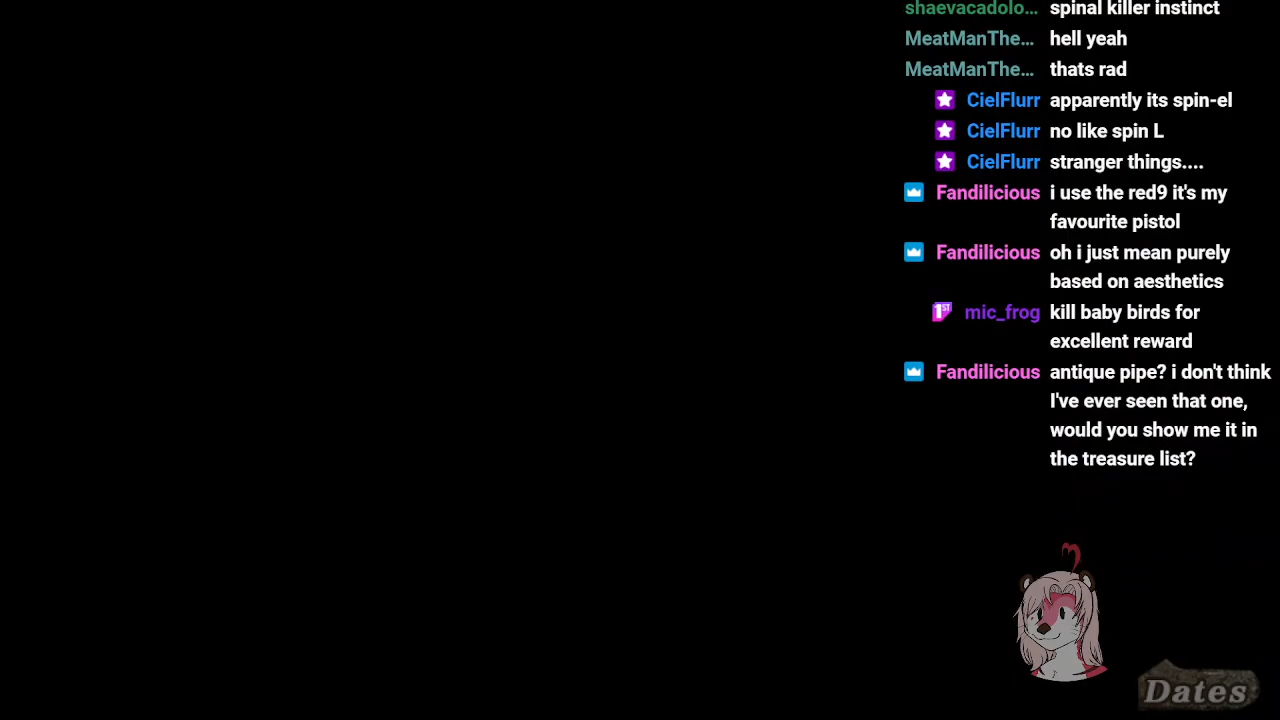 shaevacadolo… spinal killer instinct
MeatManThe… hell yeah
MeatManThe… thats rad
CielFlurr apparently its spin-el
CielFlurr no like spin L
CielFlurr stranger things....
Fandilicious i use the red9 it's my
favourite pistol
Fandilicious oh i just mean purely
based on aesthetics
1ST mic_frog kill baby birds for
excellent reward
Fandilicious antique pipe? i don't think
I've ever seen that one,
would you show me it in
the treasure list?
Dates